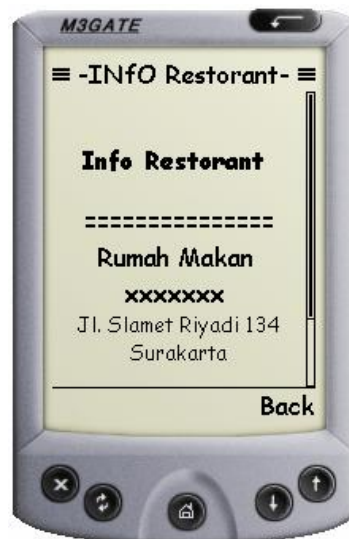 M3GATE
≡ -INfO Restorant- ≡
Info Restorant
===============
Rumah Makan
xxxxxxx
Jl. Slamet Riyadi 134
Surakarta
Back